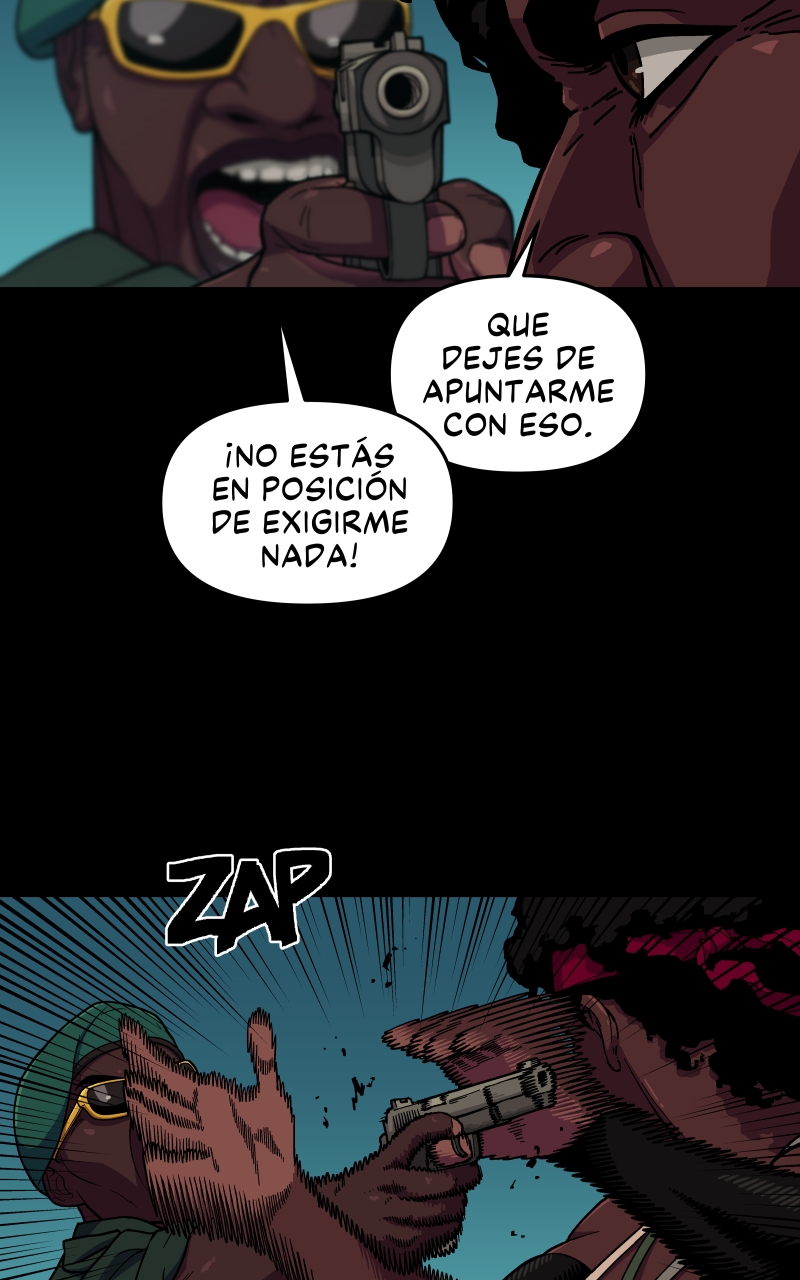 QUE
DEJES DE
APUNTARME
CON ESO.
¡NO ESTÁS
EN POSICIÓN
DE EXIGIRME
NADA!
ZAP